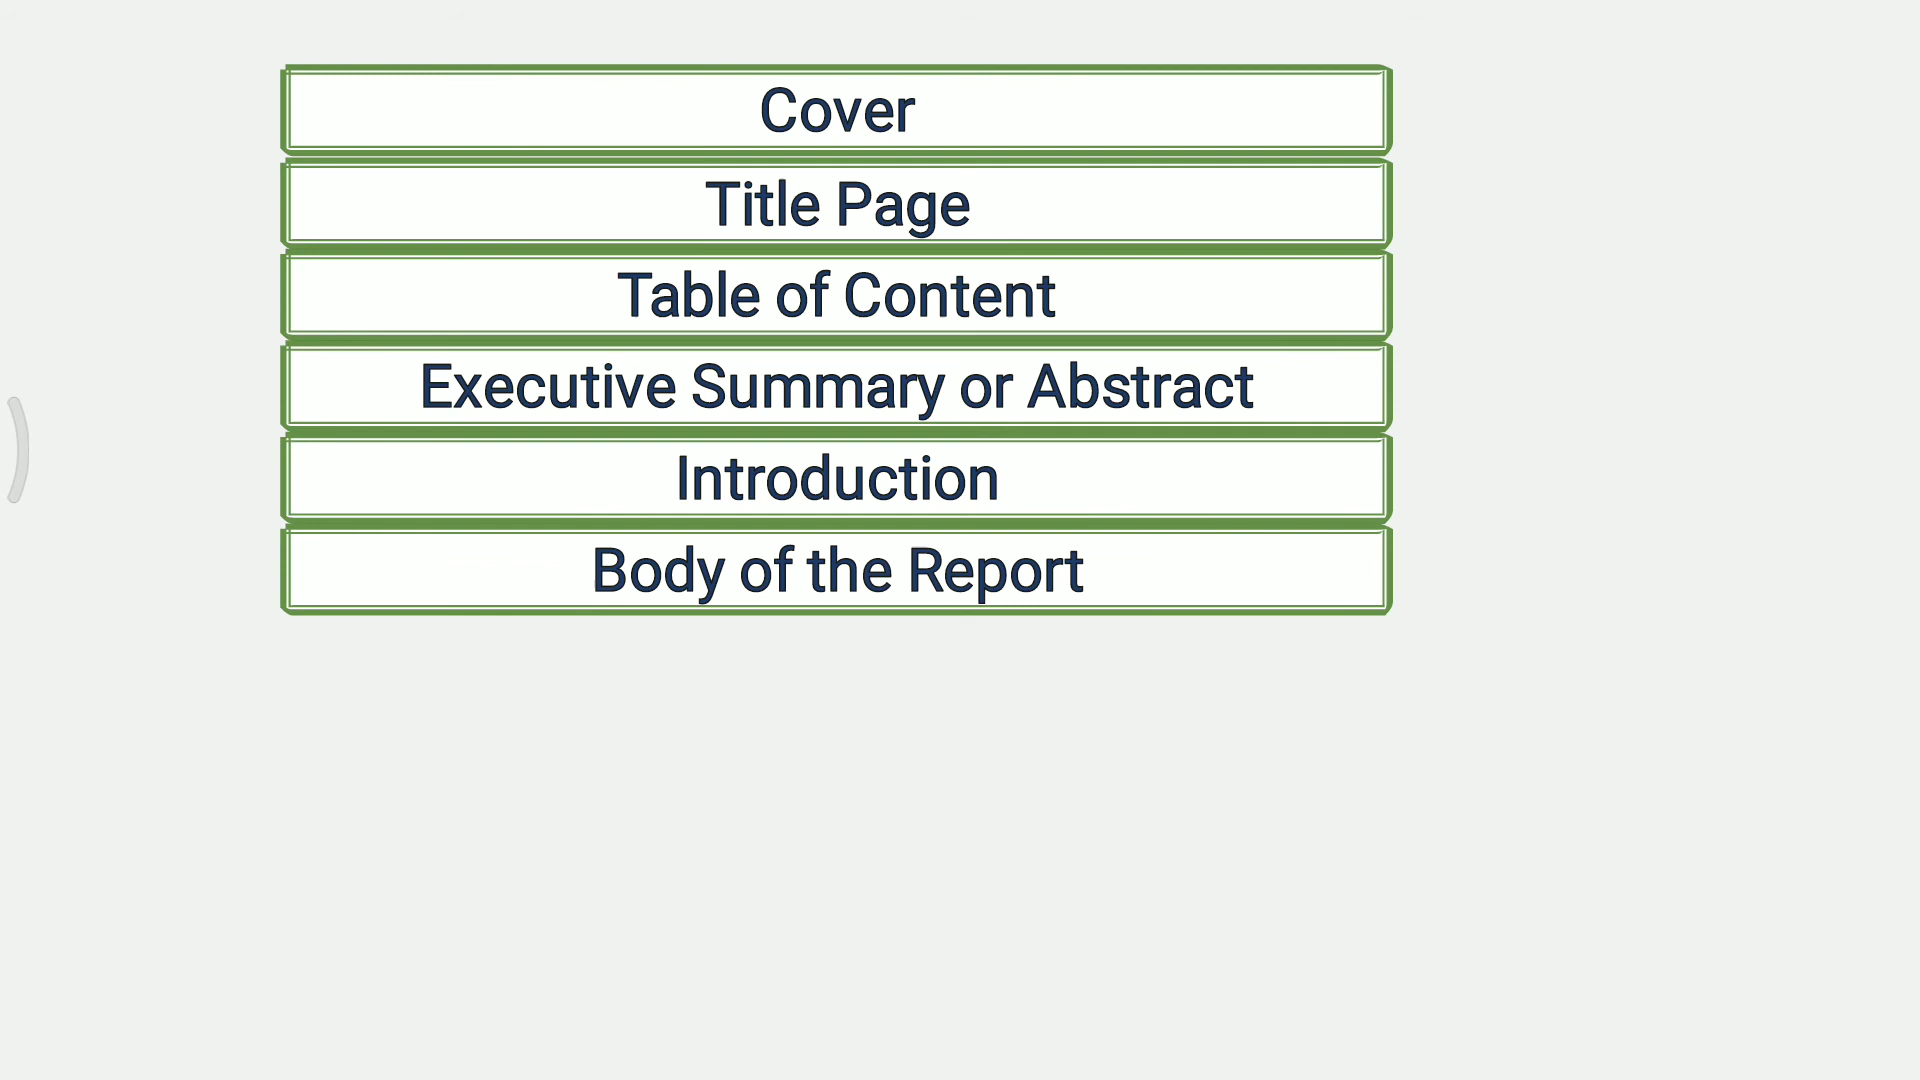 Cover
Title Page
Table of Content
Executive Summary or Abstract
Introduction
Body of the Report